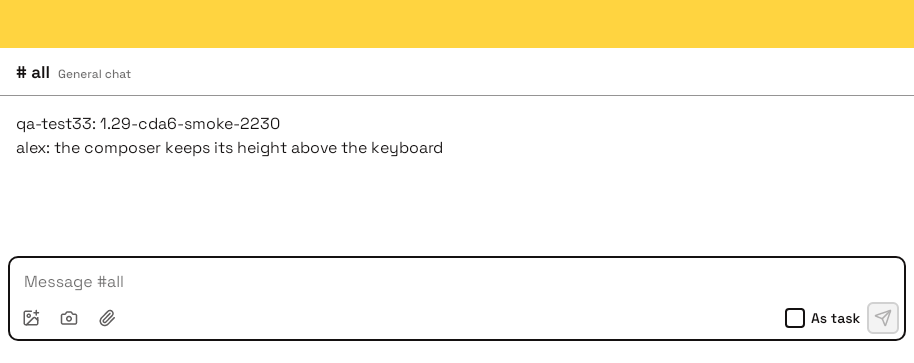 # all General chat
qa-test33: 1.29-cda6-smoke-2230
alex: the composer keeps its height above the keyboard
Message #all
As task